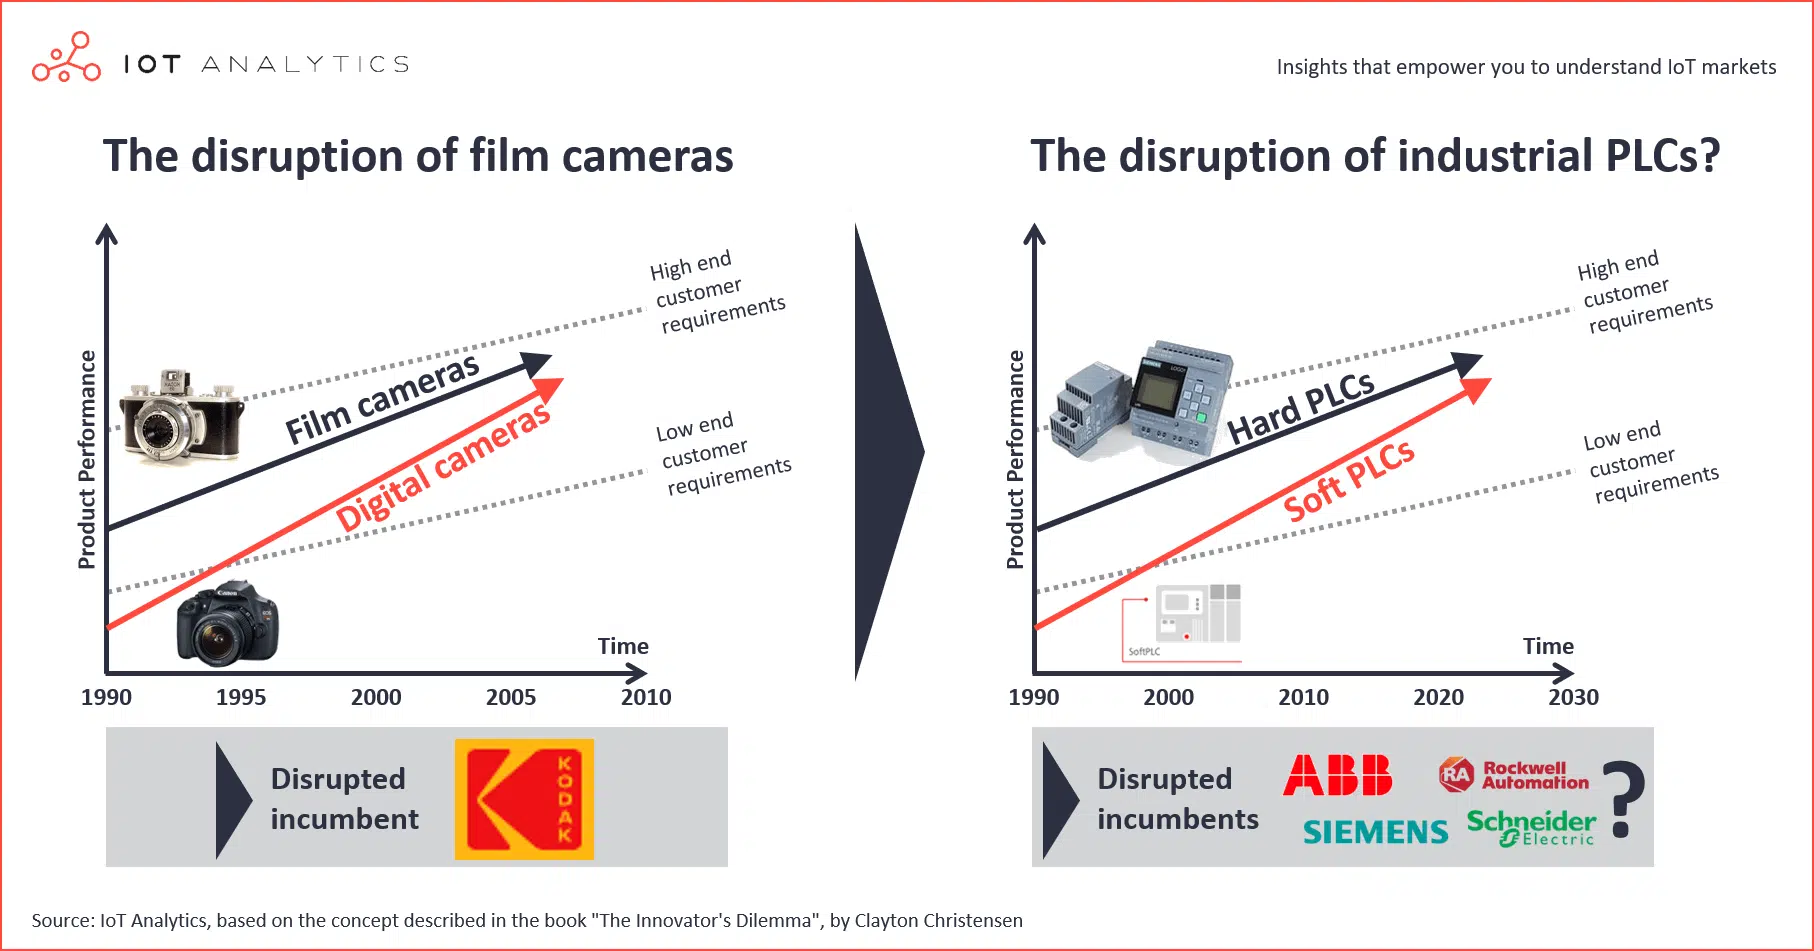 IOT ANALYTICS
Insights that empower you to understand IoT markets
The disruption of film cameras
Product Performance
High end
customer
requirements
Film cameras
Digital cameras
Low end
customer
requirements
Canon
Time
1990
1995
2000
2005
2010
Disrupted
incumbent
KODAK
The disruption of industrial PLCs?
Product Performance
High end
customer
requirements
SIEMENS
LOGO!
Hard PLCs
Soft PLCs
Low end
customer
requirements
SoftPLC
Time
1990
2000
2010
2020
2030
Disrupted
incumbents
ABB
RA
Rockwell
Automation
SIEMENS
Schneider
Electric
?
Source: IoT Analytics, based on the concept described in the book "The Innovator's Dilemma", by Clayton Christensen